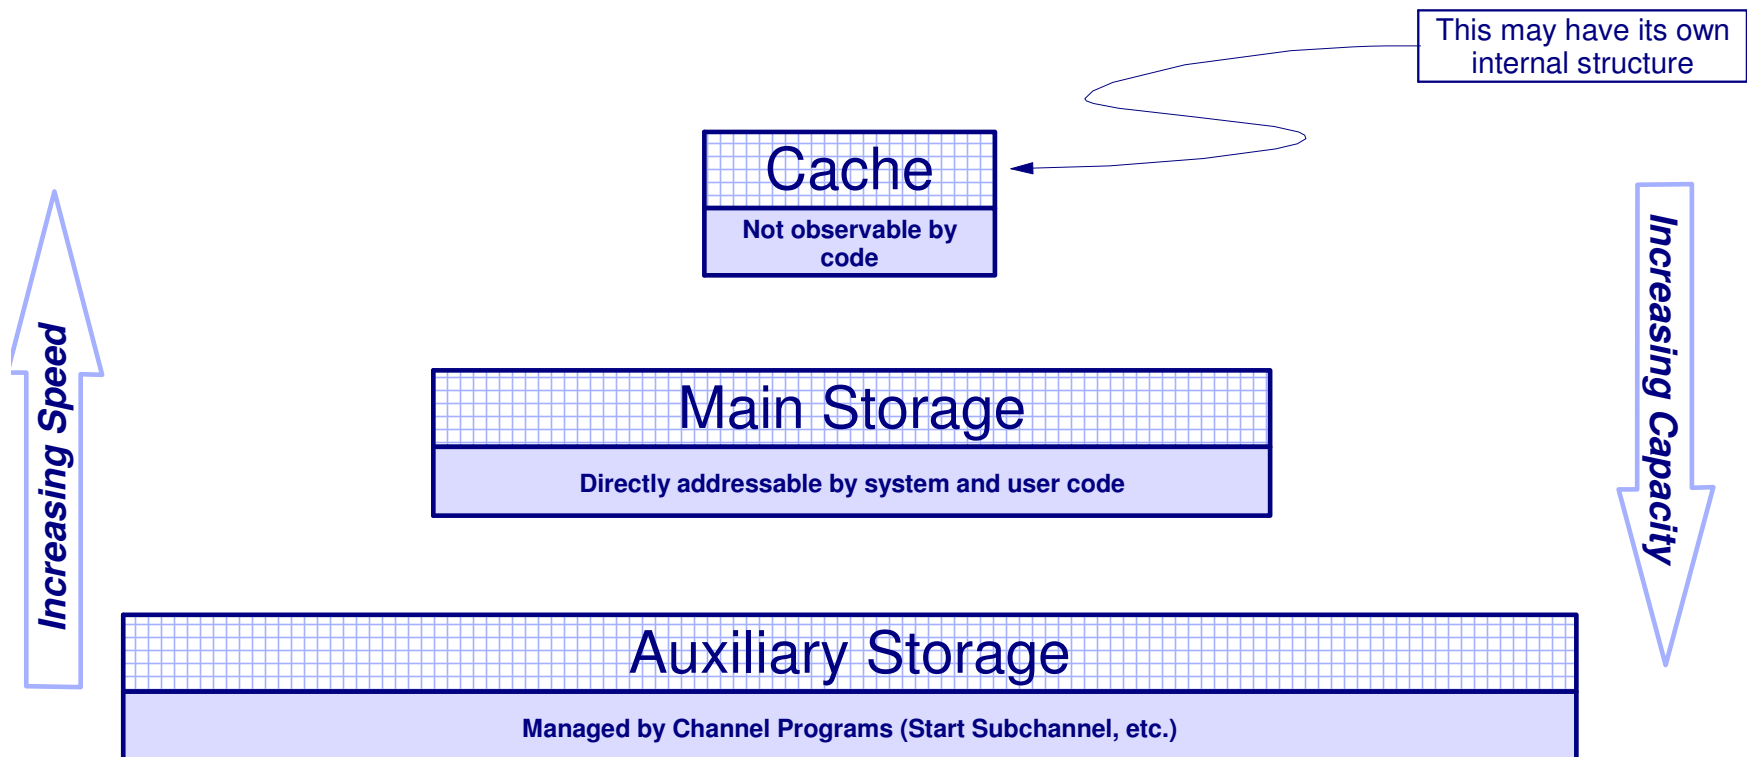 This may have its own
internal structure
Cache
Not observable by
code
Increasing Speed
Increasing Capacity
Main Storage
Directly addressable by system and user code
Auxiliary Storage
Managed by Channel Programs (Start Subchannel, etc.)